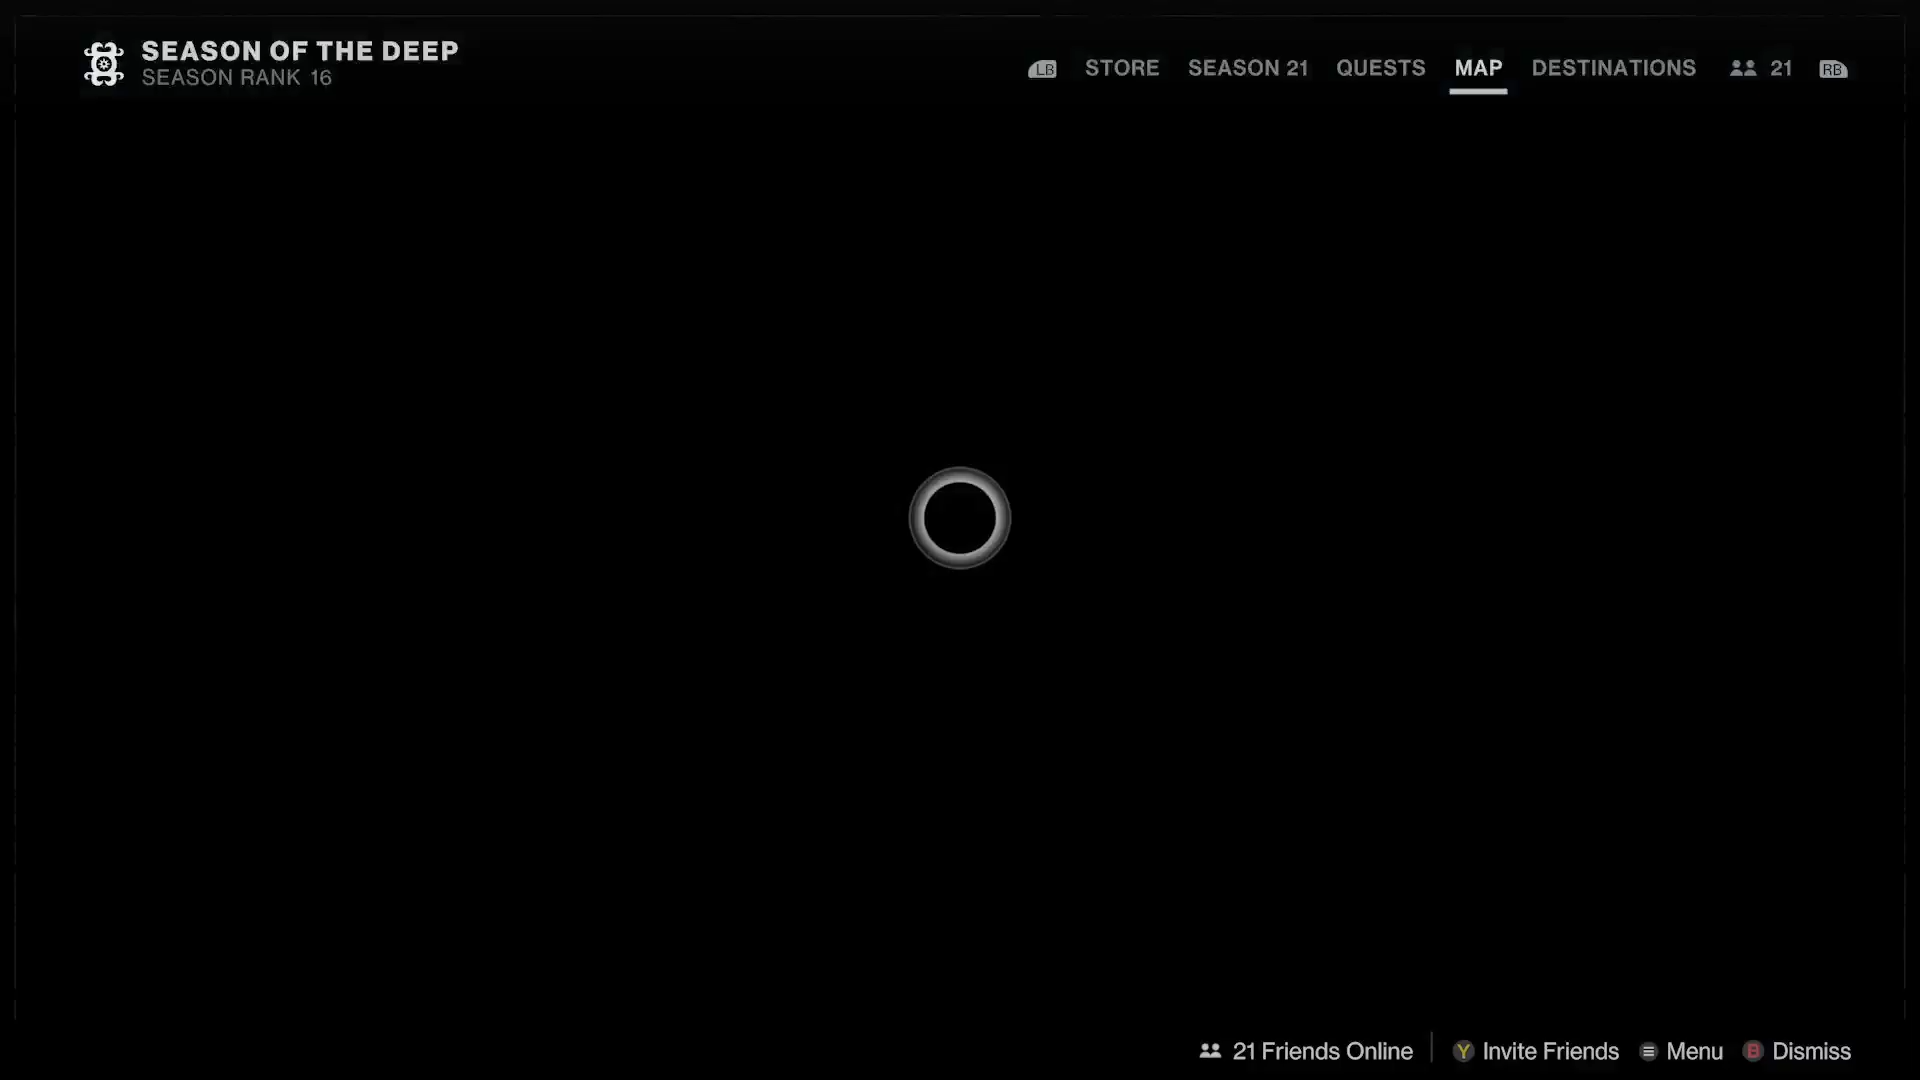 SEASON OF THE DEEP
SEASON RANK 16
LB STORE SEASON 21 QUESTS MAP DESTINATIONS 21 RB
21 Friends Online Y Invite Friends Menu B Dismiss